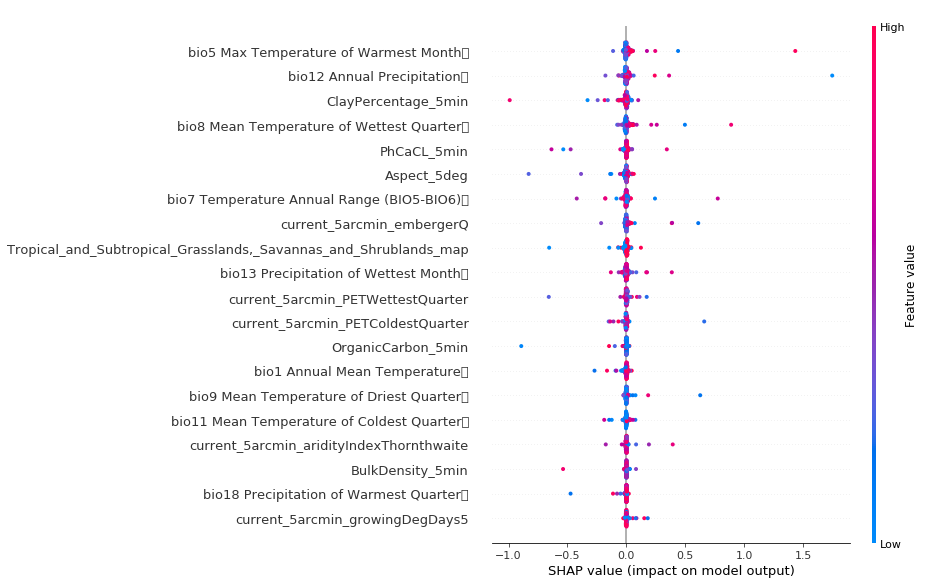 High
bio5 Max Temperature of Warmest Month
bio12 Annual Precipitation
ClayPercentage_5min
bio8 Mean Temperature of Wettest Quarter
PhCaCL_5min
Aspect_5deg
bio7 Temperature Annual Range (BIO5-BIO6)
current_5arcmin_embergerQ
Tropical_and_Subtropical_Grasslands,_Savannas_and_Shrublands_map
bio13 Precipitation of Wettest Month
current_5arcmin_PETWettestQuarter
current_5arcmin_PETColdestQuarter
OrganicCarbon_5min
bio1 Annual Mean Temperature
bio9 Mean Temperature of Driest Quarter
bio11 Mean Temperature of Coldest Quarter
current_5arcmin_aridityIndexThornthwaite
BulkDensity_5min
bio18 Precipitation of Warmest Quarter
current_5arcmin_growingDegDays5
Low
Feature value
−1.0 −0.5 0.0 0.5 1.0 1.5
SHAP value (impact on model output)